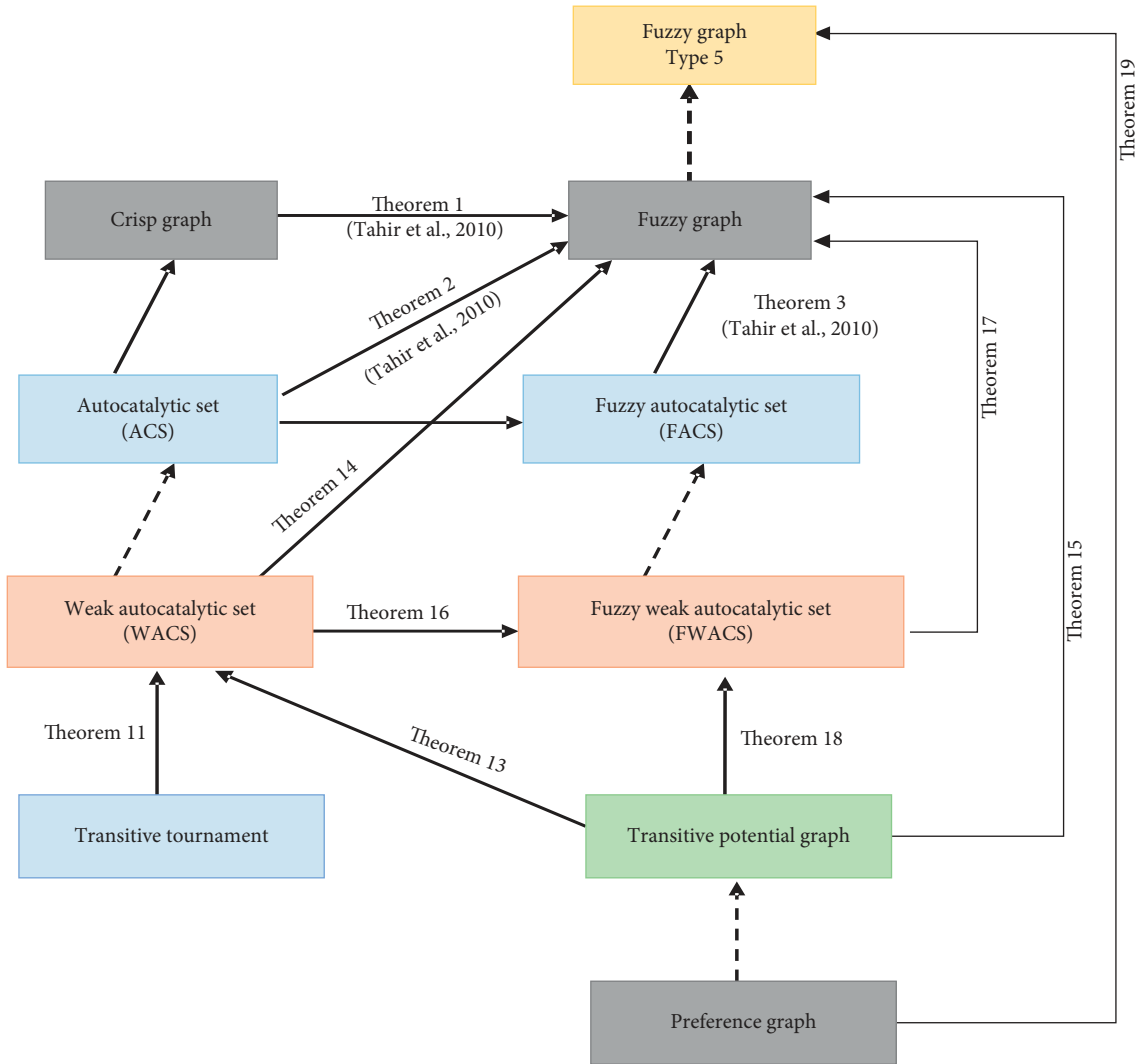 Fuzzy graph
Type 5
Theorem 19
Crisp graph
Theorem 1
(Tahir et al., 2010)
Fuzzy graph
Theorem 2
(Tahir et al., 2010)
Theorem 3
(Tahir et al., 2010)
Theorem 17
Autocatalytic set
(ACS)
Fuzzy autocatalytic set
(FACS)
Theorem 14
Theorem 15
Weak autocatalytic set
(WACS)
Theorem 16
Fuzzy weak autocatalytic set
(FWACS)
Theorem 11
Theorem 13
Theorem 18
Transitive tournament
Transitive potential graph
Preference graph